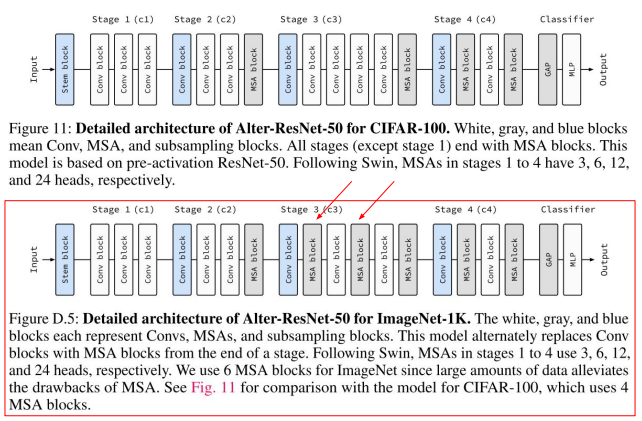 Stage 1 (c1) Stage 2 (c2) Stage 3 (c3) Stage 4 (c4) Classifier
Input Stem block Conv block Conv block Conv block Conv block Conv block Conv block MSA block Conv block Conv block Conv block Conv block Conv block MSA block Conv block MSA block Conv block MSA block GAP MLP Output
Figure 11: Detailed architecture of Alter-ResNet-50 for CIFAR-100. White, gray, and blue blocks
mean Conv, MSA, and subsampling blocks. All stages (except stage 1) end with MSA blocks. This
model is based on pre-activation ResNet-50. Following Swin, MSAs in stages 1 to 4 have 3, 6, 12,
and 24 heads, respectively.
Stage 1 (c1) Stage 2 (c2) Stage 3 (c3) Stage 4 (c4) Classifier
Input Stem block Conv block Conv block Conv block Conv block Conv block Conv block MSA block Conv block MSA block Conv block MSA block Conv block MSA block Conv block MSA block Conv block MSA block GAP MLP Output
Figure D.5: Detailed architecture of Alter-ResNet-50 for ImageNet-1K. The white, gray, and blue
blocks each represent Convs, MSAs, and subsampling blocks. This model alternately replaces Conv
blocks with MSA blocks from the end of a stage. Following Swin, MSAs in stages 1 to 4 use 3, 6, 12,
and 24 heads, respectively. We use 6 MSA blocks for ImageNet since large amounts of data alleviates
the drawbacks of MSA. See Fig. 11 for comparison with the model for CIFAR-100, which uses 4
MSA blocks.